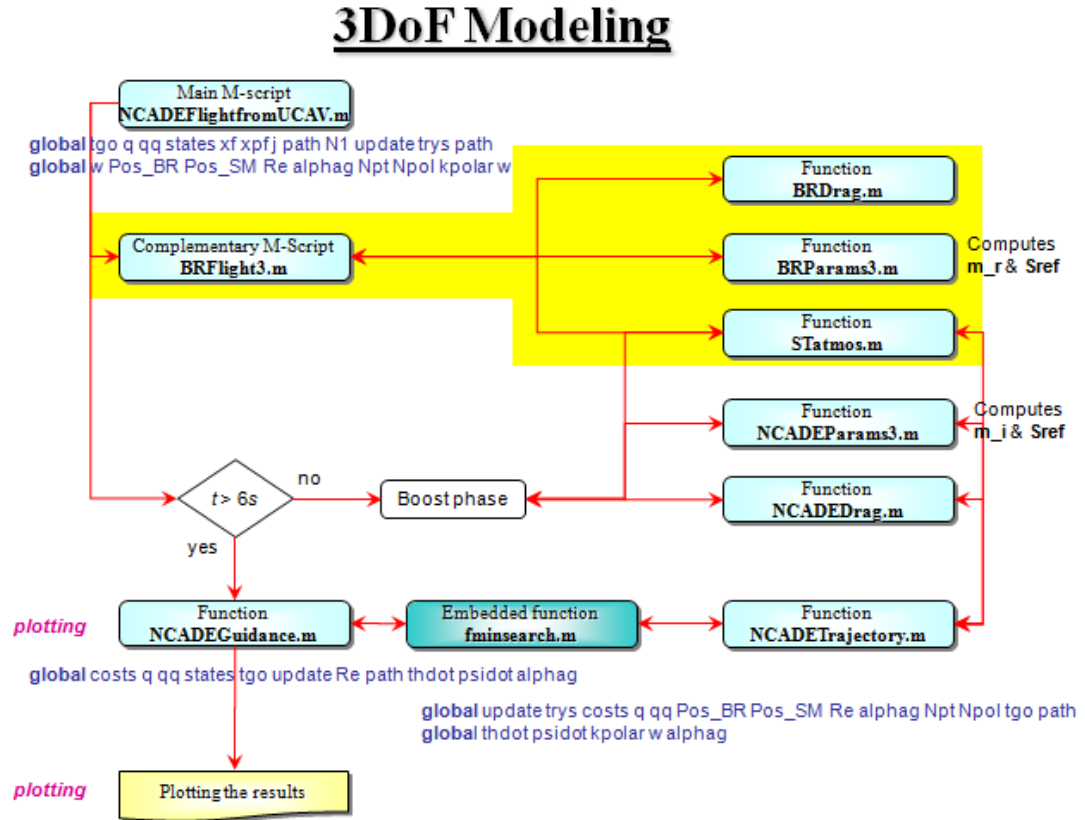 3DoF Modeling
Main M-script
NCADEFlightfromUCAV.m
global tgo q qq states xf xpf j path N1 update trys path
global w Pos_BR Pos_SM Re alphag Npt Npol kpolar w
Function
BRDrag.m
Complementary M-Script
BRFlight3.m
Function
BRParams3.m
Computes
m_r & Sref
Function
STatmos.m
Function
NCADEParams3.m
Computes
m_i & Sref
t > 6s
no
Boost phase
Function
NCADEDrag.m
yes
plotting
Function
NCADEGuidance.m
Embedded function
fminsearch.m
Function
NCADETrajectory.m
global costs q qq states tgo update Re path thdot psidot alphag
global update trys costs q qq Pos_BR Pos_SM Re alphag Npt Npol tgo path
global thdot psidot kpolar w alphag
plotting
Plotting the results